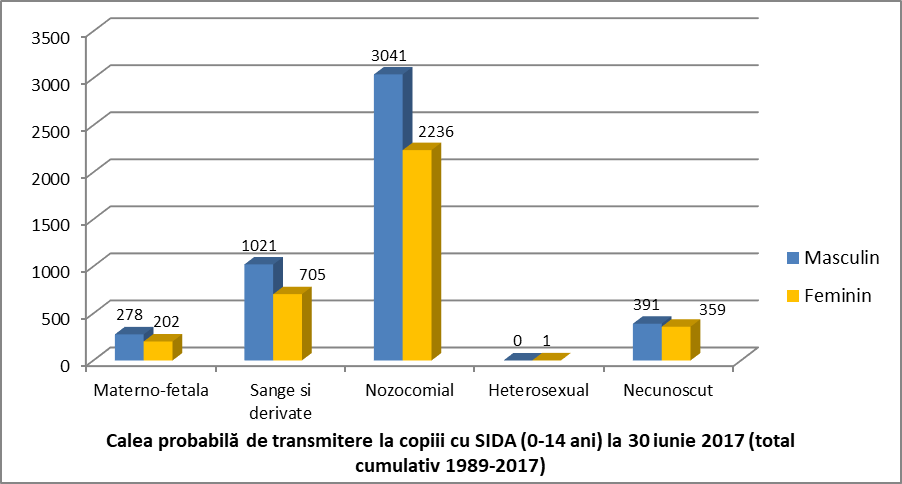 3500
3000
2500
2000
1500
1000
500
0
278
202
1021
705
3041
2236
0
1
391
359
Materno-fetala
Sange si
derivate
Nozocomial
Heterosexual
Necunoscut
Masculin
Feminin
Calea probabilă de transmitere la copiii cu SIDA (0-14 ani) la 30 iunie 2017 (total
cumulativ 1989-2017)